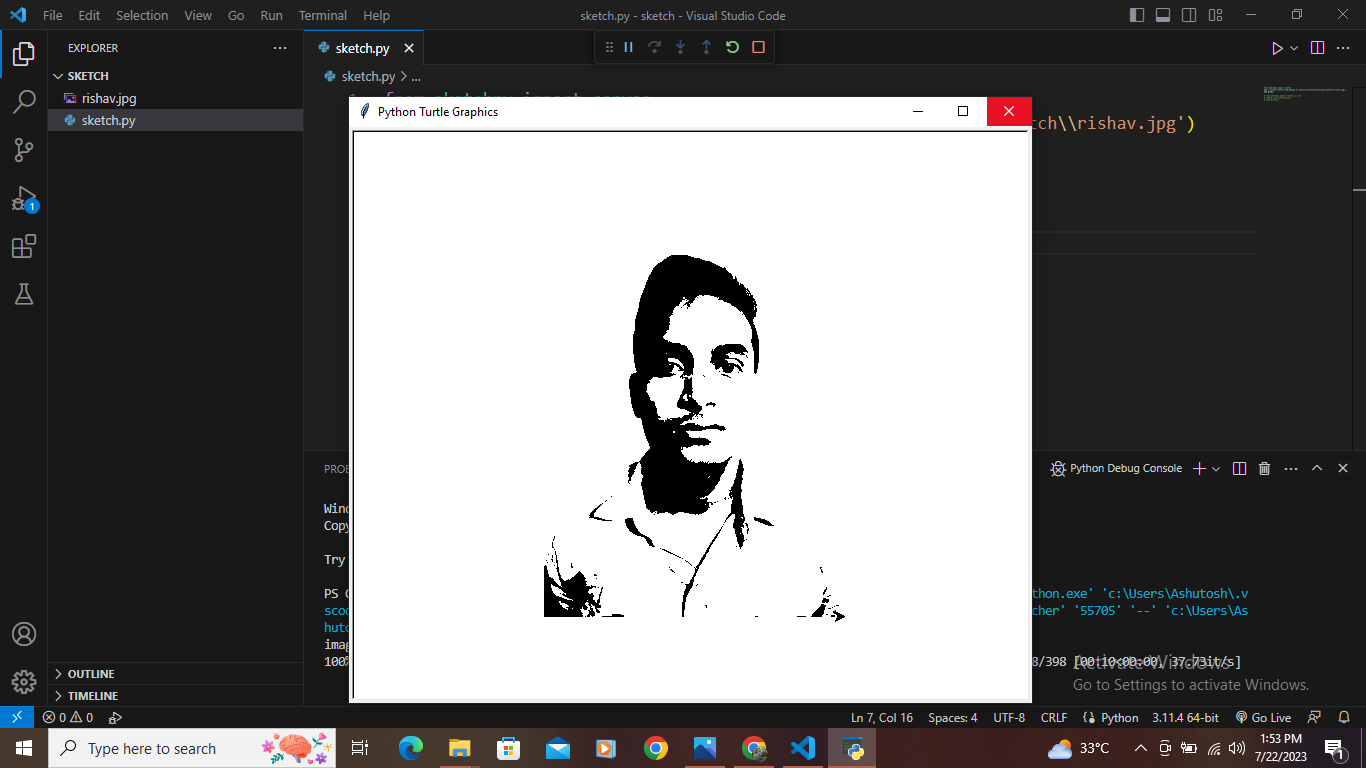 File Edit Selection View Go Run Terminal Help
sketch.py - sketch - Visual Studio Code
EXPLORER
sketch.py
SKETCH
sketch.py > ...
rishav.jpg
sketch.py
Python Turtle Graphics
tch\\rishav.jpg')
Python Debug Console
Wind
Copy
Try
PS C
thon.exe' 'c:\Users\Ashutosh\.v
scod
cher' '55705' '--' 'c:\Users\As
huto
imag
100%
8/398 [00:10<00:00, 37.73it/s]
Activate Windows
Go to Settings to activate Windows.
OUTLINE
TIMELINE
1
0 0
Ln 7, Col 16 Spaces: 4 UTF-8 CRLF Python 3.11.4 64-bit Go Live
Type here to search
33°C
1:53 PM
7/22/2023
1